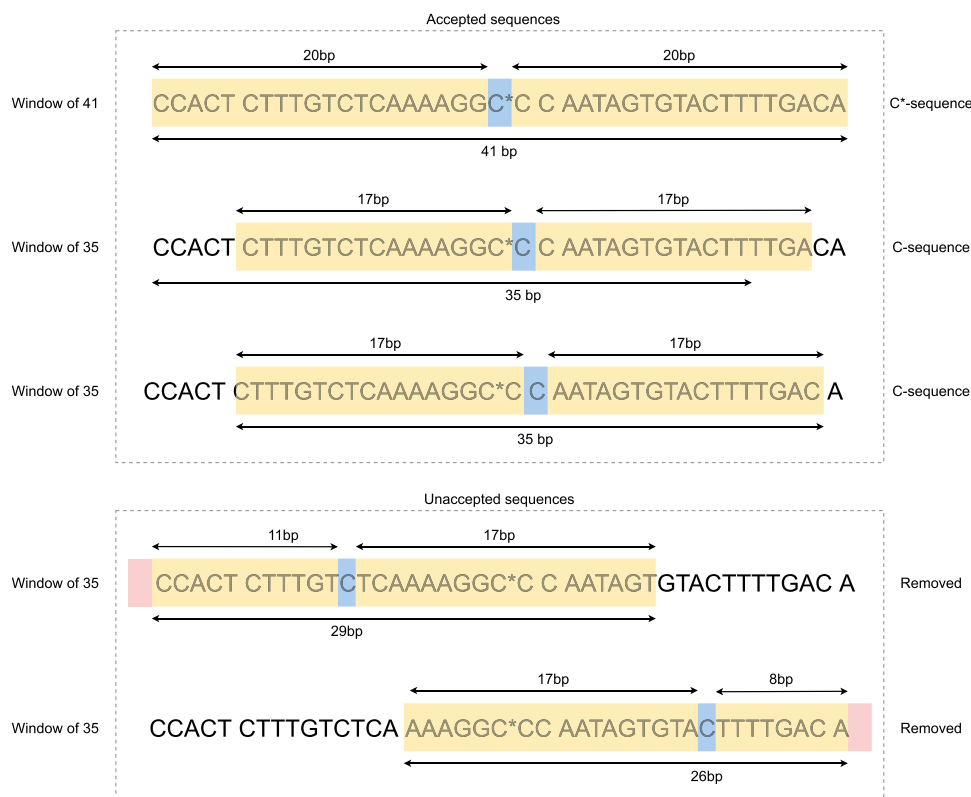 Accepted sequences
20bp 20bp
Window of 41 CCACT CTTTGTCTCAAAAGGC*C C AATAGTGTACTTTTGACA C*-sequence
41 bp
17bp 17bp
Window of 35 CCACT CTTTGTCTCAAAAGGC*C C AATAGTGTACTTTTGACA C-sequence
35 bp
17bp 17bp
Window of 35 CCACT CTTTGTCTCAAAAGGC*C C AATAGTGTACTTTTGAC A C-sequence
35 bp
Unaccepted sequences
11bp 17bp
Window of 35 CCACT CTTTGTCTCAAAAGGC*C C AATAGTGTACTTTTGAC A Removed
29bp
17bp 8bp
Window of 35 CCACT CTTTGTCTCA AAAGGC*CC AATAGTGTACTTTTGAC A Removed
26bp